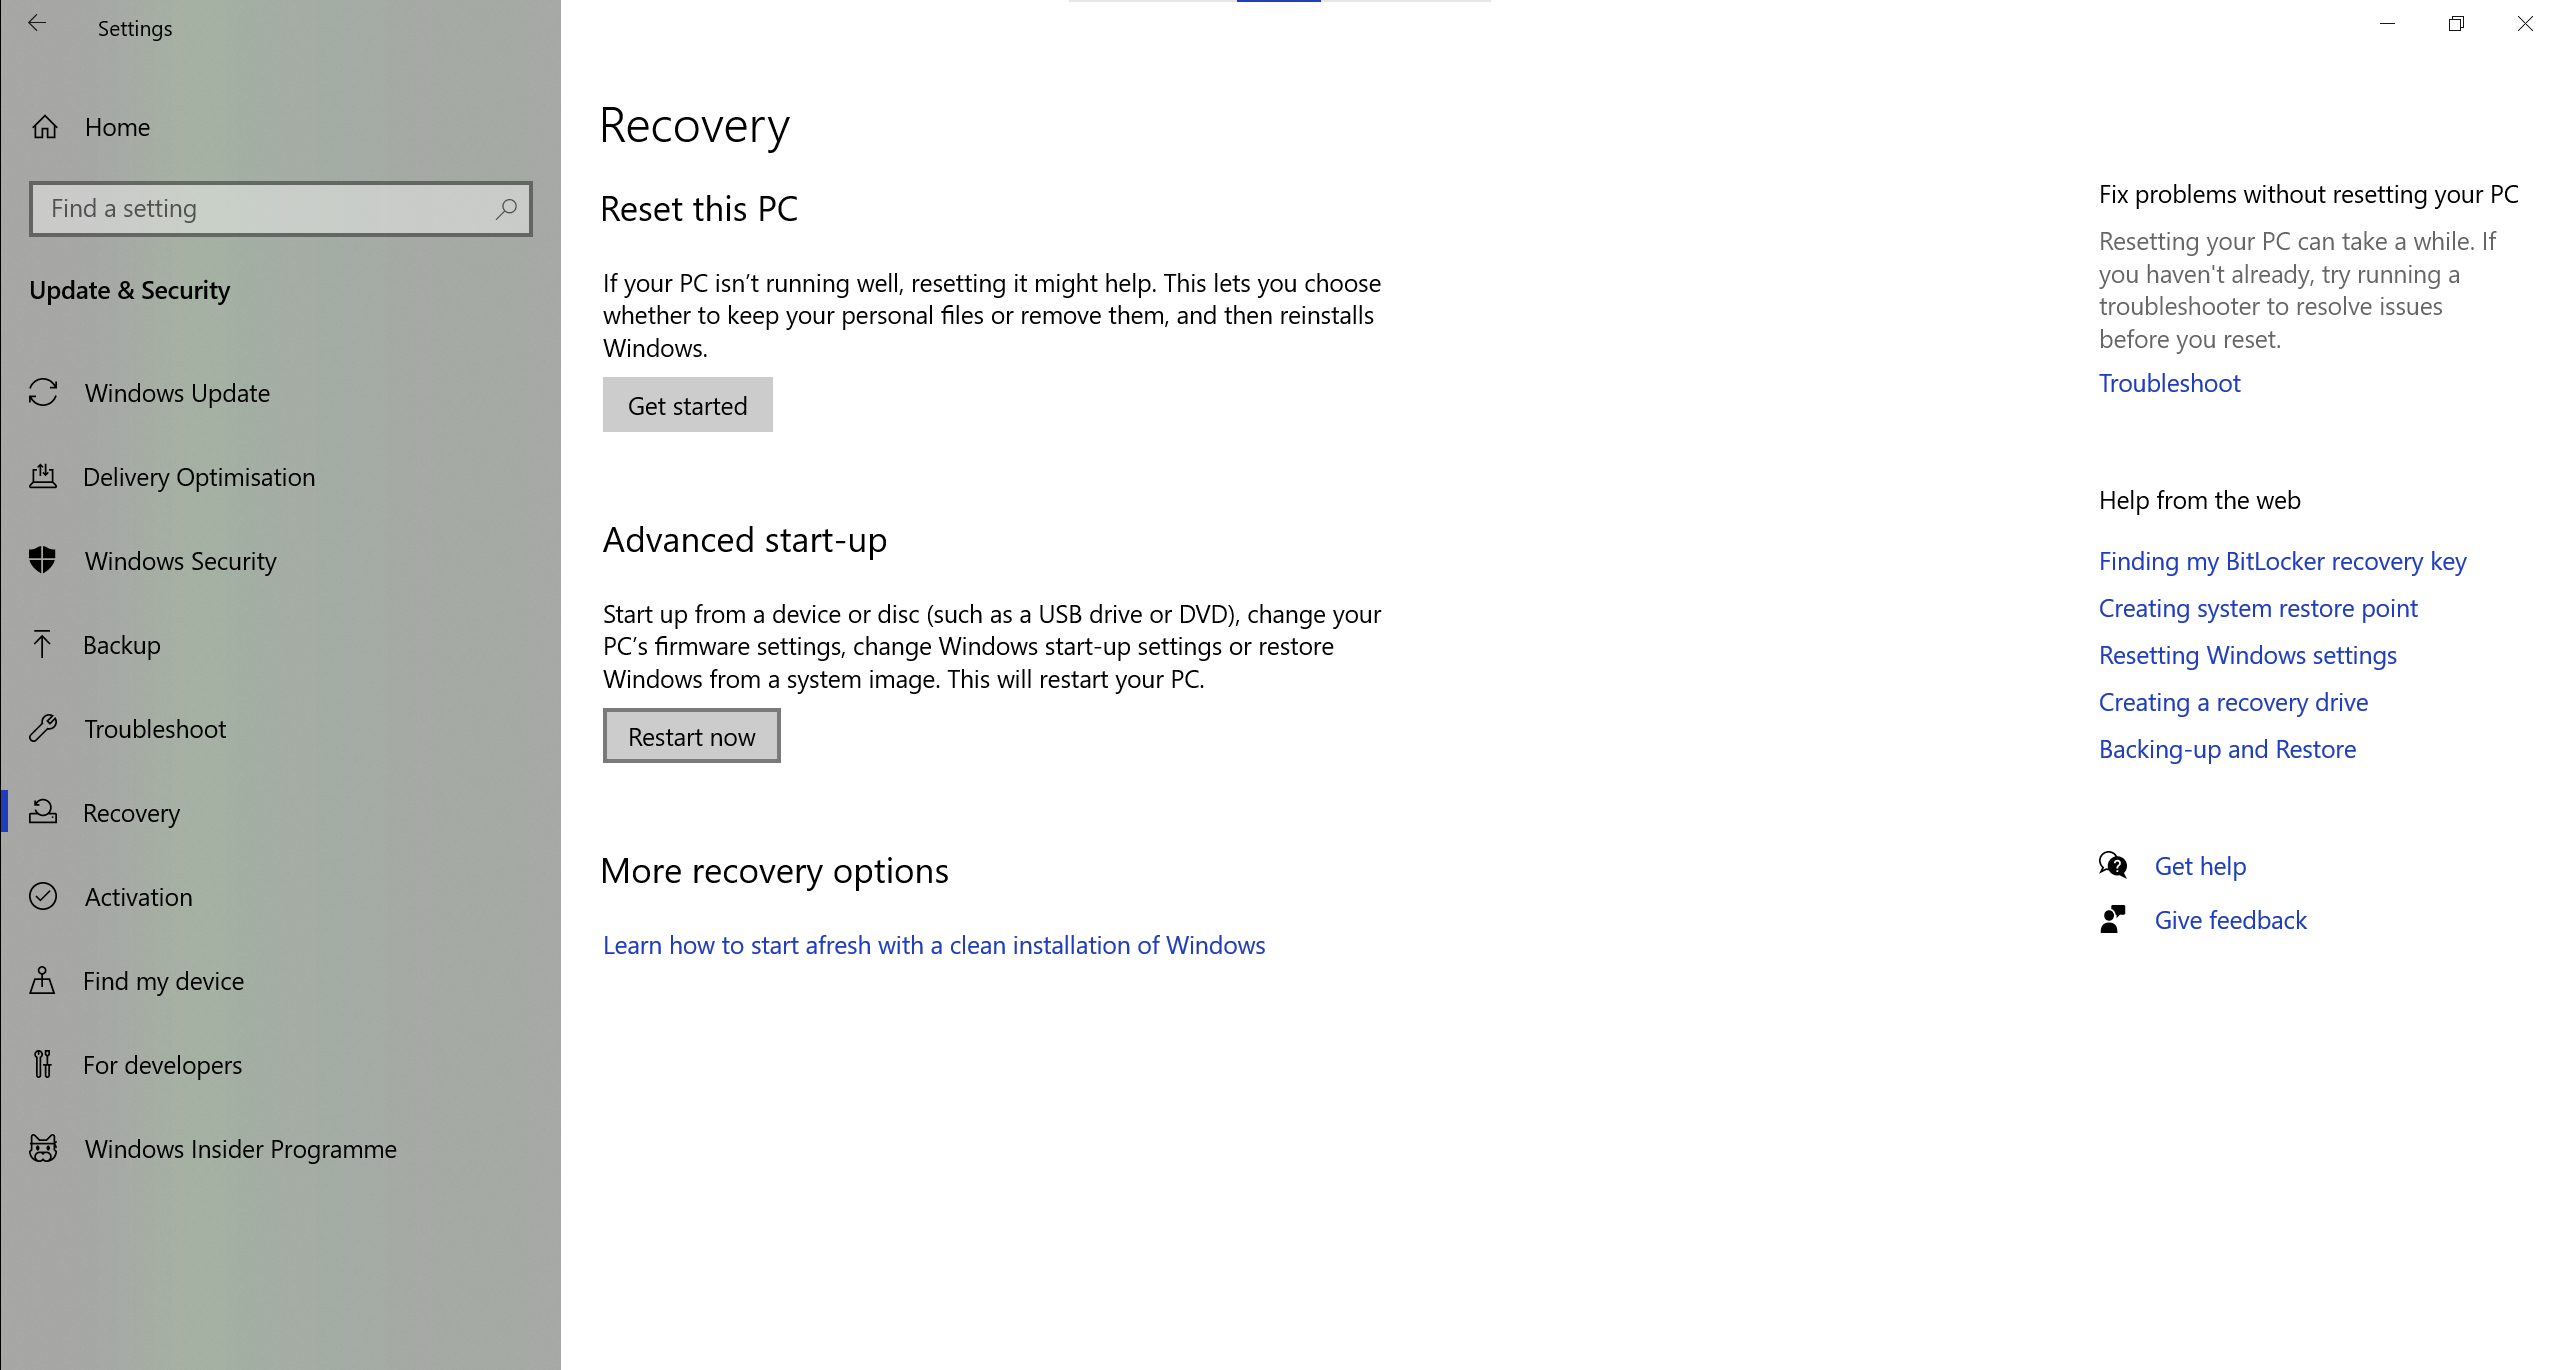 Settings
Home
Find a setting
Update & Security
Windows Update
Delivery Optimisation
Windows Security
Backup
Troubleshoot
Recovery
Activation
Find my device
For developers
Windows Insider Programme
Recovery
Reset this PC
If your PC isn’t running well, resetting it might help. This lets you choose
whether to keep your personal files or remove them, and then reinstalls
Windows.
Get started
Advanced start-up
Start up from a device or disc (such as a USB drive or DVD), change your
PC’s firmware settings, change Windows start-up settings or restore
Windows from a system image. This will restart your PC.
Restart now
More recovery options
Learn how to start afresh with a clean installation of Windows
Fix problems without resetting your PC
Resetting your PC can take a while. If
you haven't already, try running a
troubleshooter to resolve issues
before you reset.
Troubleshoot
Help from the web
Finding my BitLocker recovery key
Creating system restore point
Resetting Windows settings
Creating a recovery drive
Backing-up and Restore
Get help
Give feedback